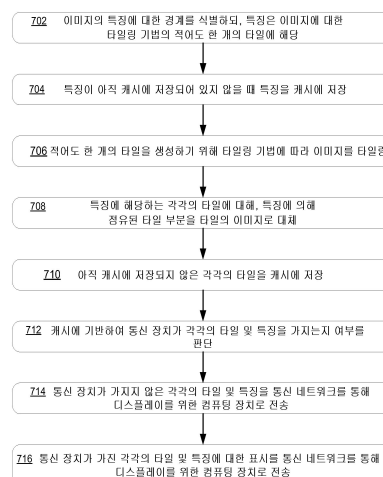 702 이미지의 특징에 대한 경계를 식별하되, 특징은 이미지에 대한
타일링 기법의 적어도 한 개의 타일에 해당
704 특징이 아직 캐시에 저장되어 있지 않을 때 특징을 캐시에 저장
706 적어도 한 개의 타일을 생성하기 위해 타일링 기법에 따라 이미지를 타일링
708 특징에 해당하는 각각의 타일에 대해, 특징에 의해
점유된 타일 부분을 타일의 이미지로 대체
710 아직 캐시에 저장되지 않은 각각의 타일을 캐시에 저장
712 캐시에 기반하여 통신 장치가 각각의 타일 및 특징을 가지는지 여부를
판단
714 통신 장치가 가지지 않은 각각의 타일 및 특징을 통신 네트워크를 통해
디스플레이를 위한 컴퓨팅 장치로 전송
716 통신 장치가 가진 각각의 타일 및 특징에 대한 표시를 통신 네트워크를 통해
디스플레이를 위한 컴퓨팅 장치로 전송